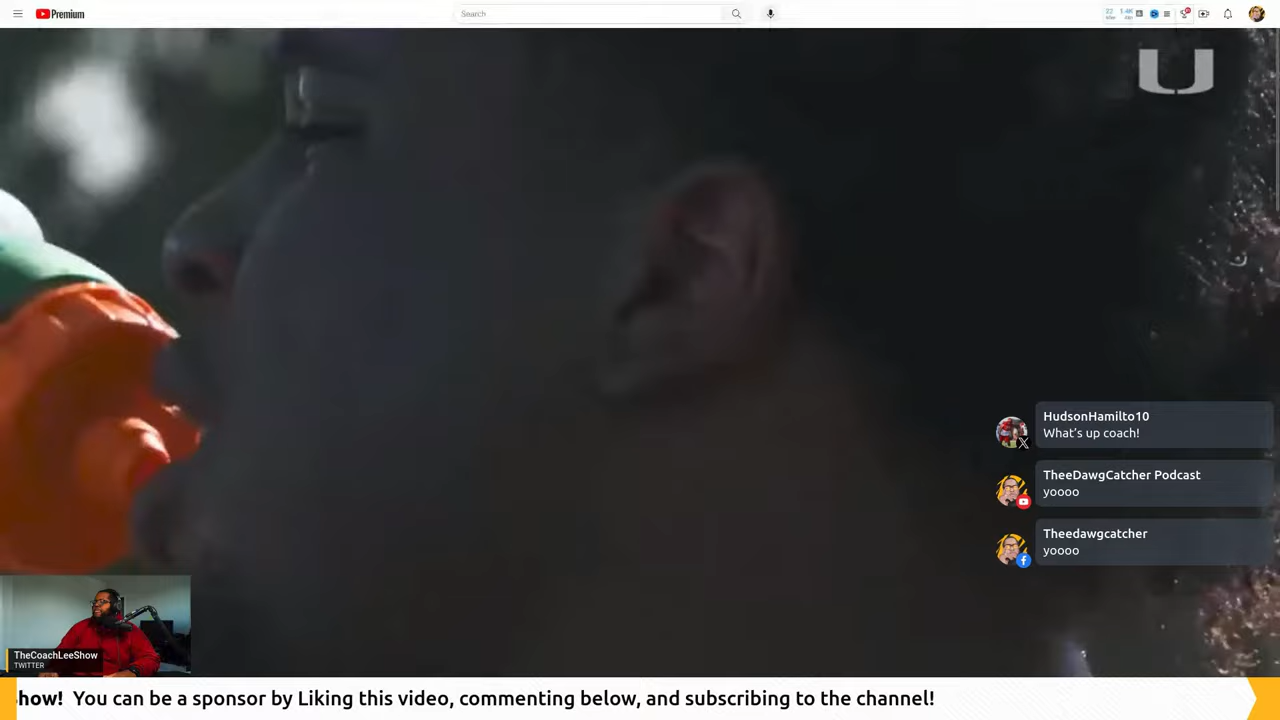 Premium
Search
U
HudsonHamilto10
What's up coach!
TheeDawgCatcher Podcast
yoooo
Theedawgcatcher
yoooo
TheCoachLeeShow
TWITTER
how! You can be a sponsor by Liking this video, commenting below, and subscribing to the channel!